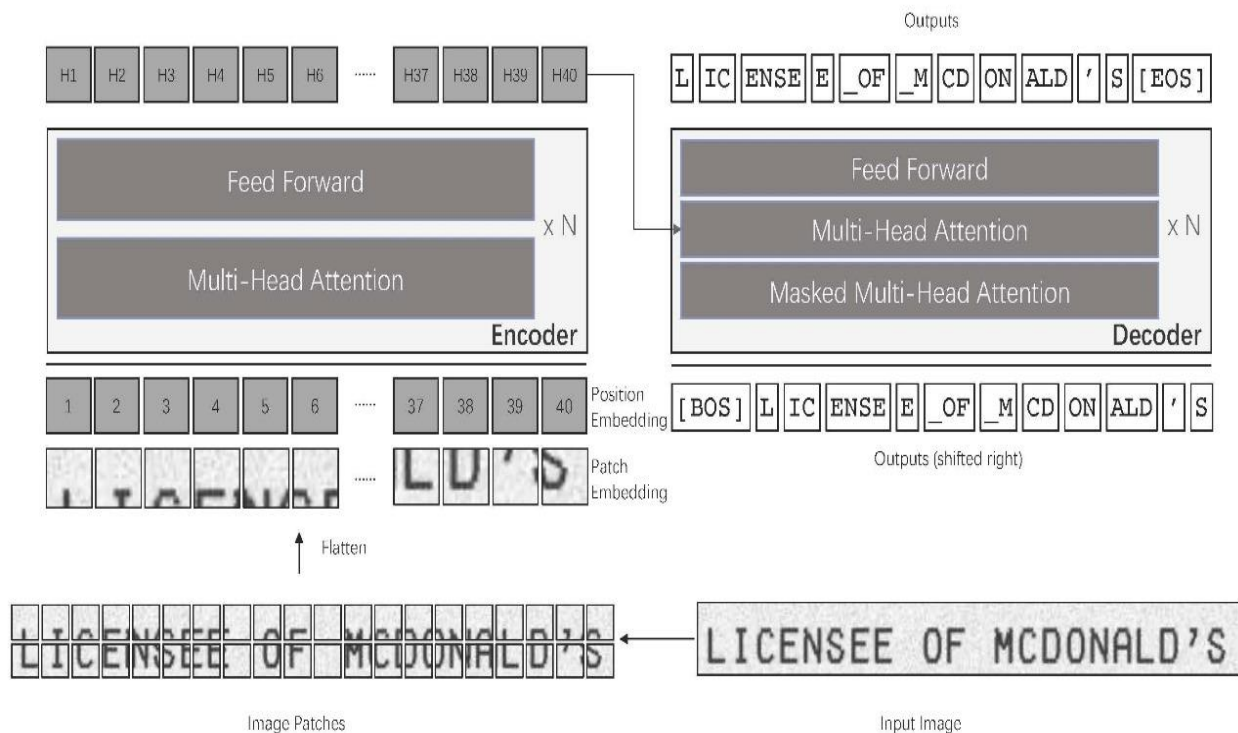 Outputs
H1 H2 H3 H4 H5 H6 ...... H37 H38 H39 H40
L IC ENSE E _OF _M CD ON ALD ' S [EOS]
Feed Forward
Multi-Head Attention
x N
Encoder
Feed Forward
Multi-Head Attention
Masked Multi-Head Attention
x N
Decoder
1 2 3 4 5 6 ...... 37 38 39 40
Position
Embedding
[BOS] L IC ENSE E _OF _M CD ON ALD ' S
LICENSE ...... LD'S
Patch
Embedding
Outputs (shifted right)
Flatten
LICENSEE OF MCDONALD'S
LICENSEE OF MCDONALD'S
Image Patches
Input Image